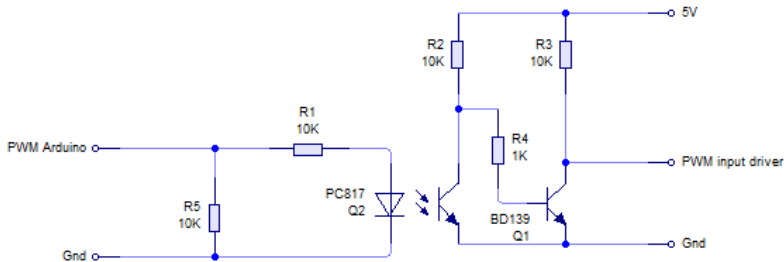 5V
R2
10K
R3
10K
R1
10K
PWM Arduino
R4
1K
PWM input driver
PC817
Q2
R5
10K
BD139
Q1
Gnd
Gnd